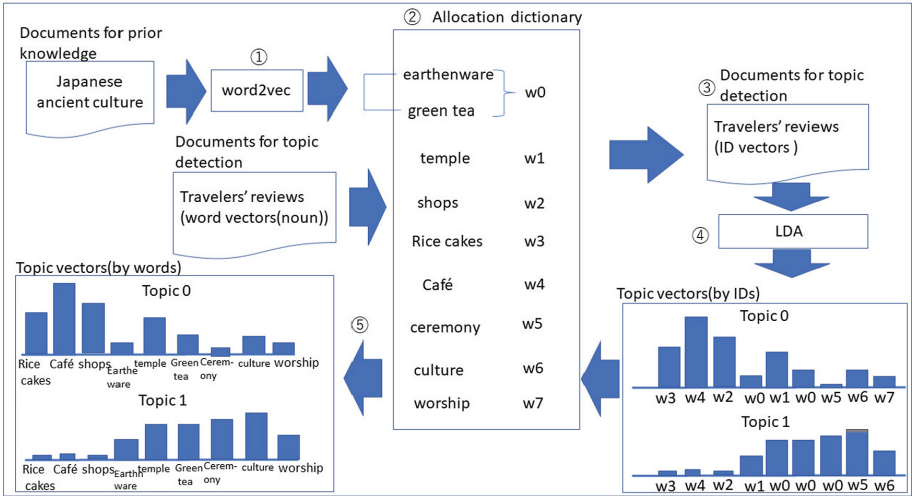 ② Allocation dictionary
Documents for prior
knowledge
Japanese
ancient culture
①
word2vec
earthenware
green tea
w0
temple w1
shops w2
Rice cakes w3
Café w4
ceremony w5
culture w6
worship w7
Documents for topic
detection
Travelers' reviews
(word vectors(noun))
③
Documents for topic
detection
Travelers' reviews
(ID vectors )
④
LDA
Topic vectors(by IDs)
Topic 0
w3 w4 w2 w0 w1 w0 w5 w6 w7
Topic 1
w3 w4 w2 w1 w0 w0 w0 w5 w6
⑤
Topic vectors(by words)
Topic 0
Rice Café shops Earthe temple Green Cerem- culture worship
cakes ware tea ony
Topic 1
Rice Café shops Earthh temple Green Cerem- culture worship
cakes ware tea ony